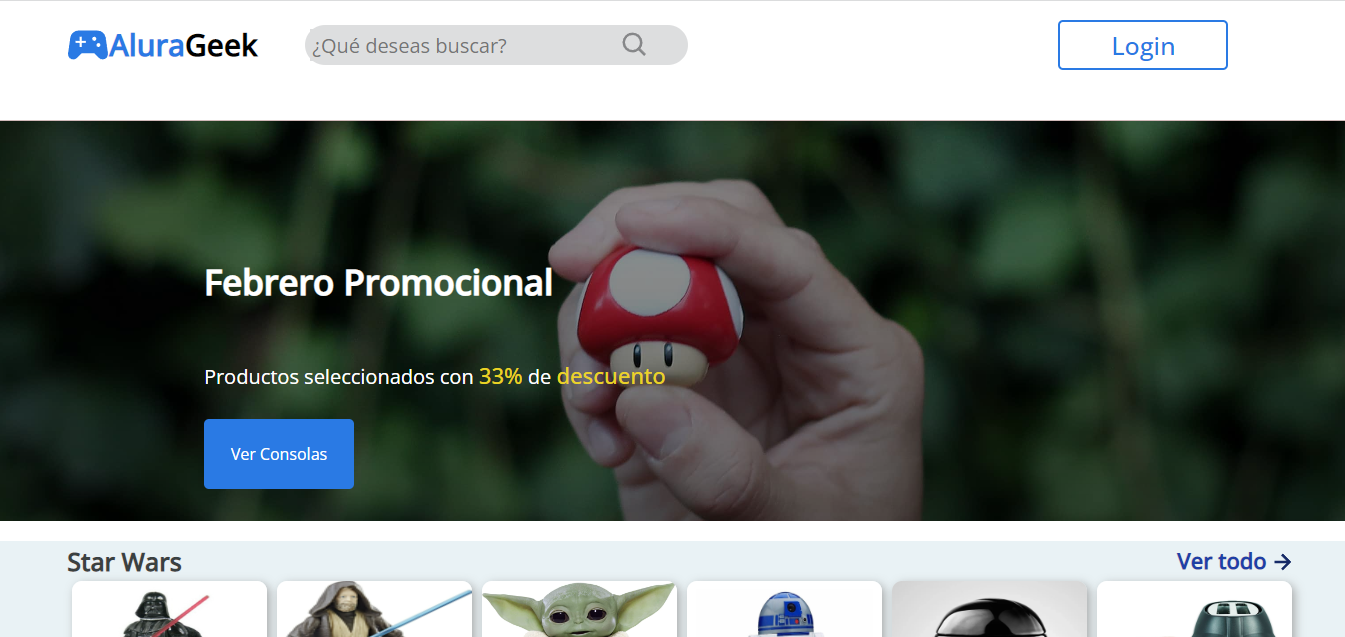 AluraGeek
¿Qué deseas buscar?
Login
Febrero Promocional
Productos seleccionados con 33% de descuento
Ver Consolas
Star Wars
Ver todo →